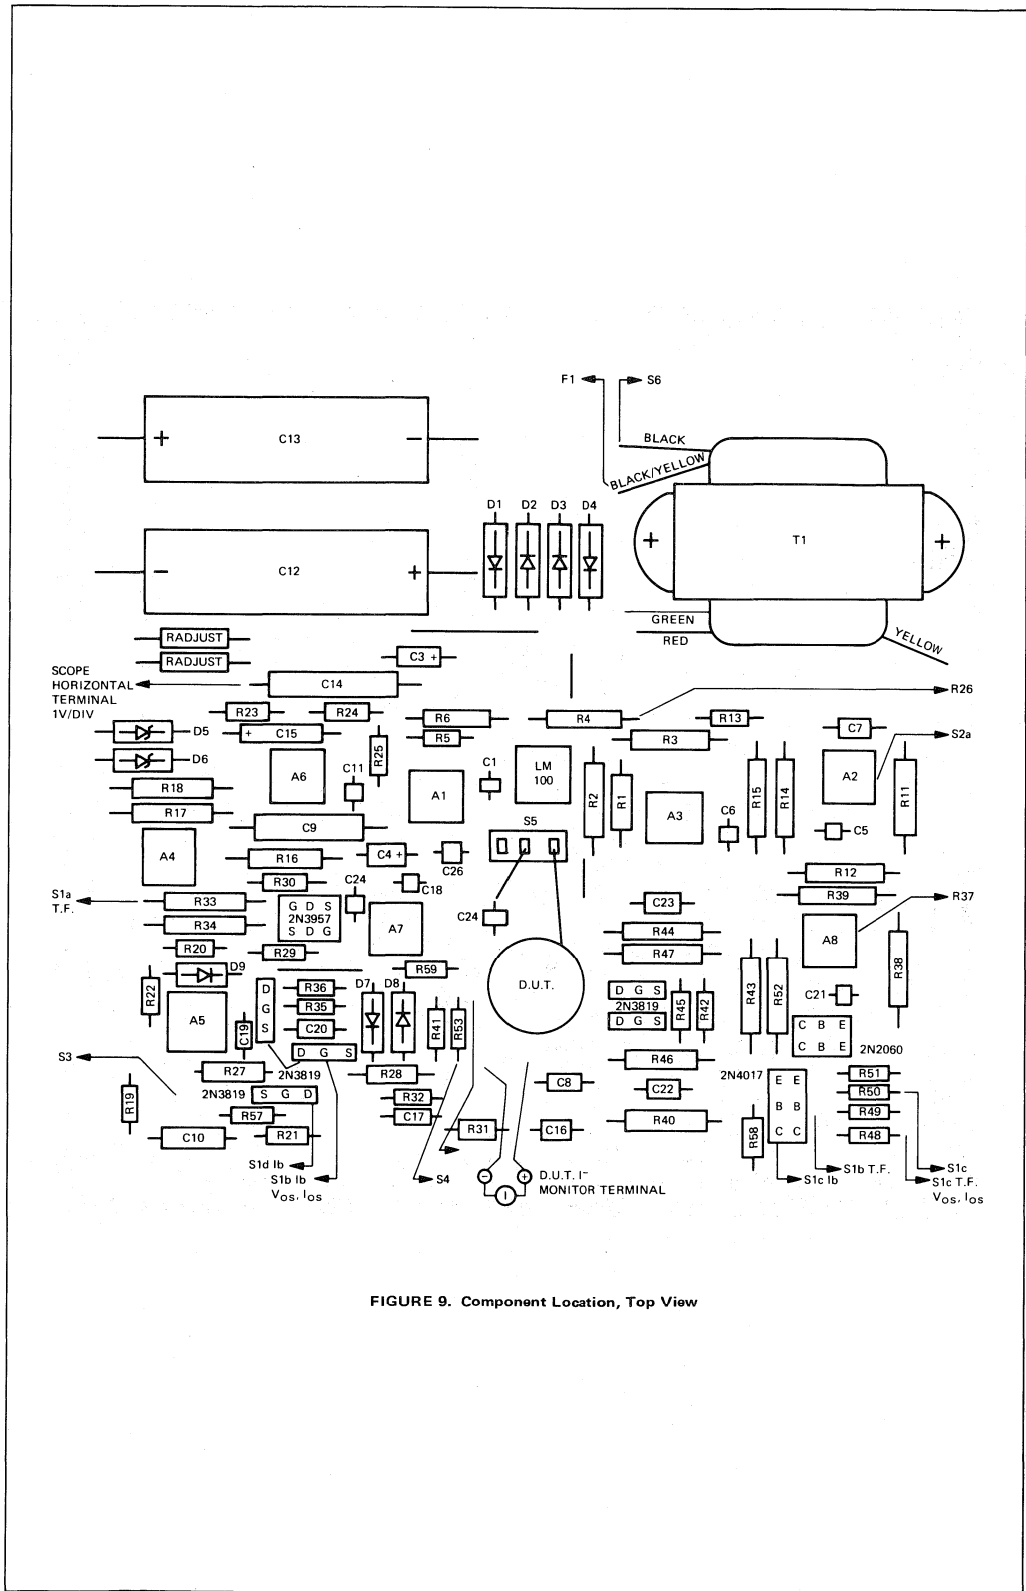 F1
S6
BLACK
BLACK/YELLOW
+ C13 −
D1 D2 D3 D4
+ T1 +
− C12 +
GREEN
RED
YELLOW
RADJUST
RADJUST
C3 +
SCOPE
HORIZONTAL
TERMINAL
1V/DIV
C14
R26
R23
R24
R6
R4
R13
C7
D5
+ C15
R5
R3
S2a
D6
R25
A6
C11
A1
C1
LM
100
R2
R1
A3
C6
R15
R14
A2
R11
R18
R17
C9
S5
C5
A4
R16
C4 +
C26
R12
R30
C24
C18
R39
S1a
T.F.
R33
G D S
2N3957
S D G
C24
C23
R37
R34
A7
R44
A8
R20
R29
R47
R38
D9
R59
D.U.T.
R22
D
G
S
R36
D7 D8
D G S
2N3819
D G S
R45
R42
R43
R52
C21
A5
C19
R35
R41
R53
C20
C B E
C B E
2N2060
S3
D G S
2N3819
R27
R28
R46
2N4017
E E
B B
C C
R51
R19
2N3819
S G D
R32
C8
C22
R50
R57
C17
R49
C10
R21
R31
C16
R40
R58
R48
S1d Ib
S1b Ib
VOS, IOS
S4
− +
I
D.U.T. I−
MONITOR TERMINAL
S1b T.F.
S1c Ib
S1c
S1c T.F.
VOS, IOS
FIGURE 9. Component Location, Top View